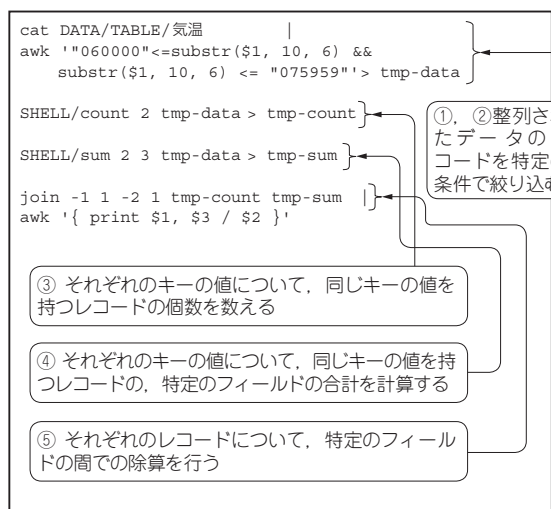 cat DATA/TABLE/気温 |
awk '"060000"<=substr($1, 10, 6) &&
substr($1, 10, 6) <= "075959"'> tmp-data
SHELL/count 2 tmp-data > tmp-count
①，②整列さ
たデータの
コードを特定
条件で絞り込む
SHELL/sum 2 3 tmp-data > tmp-sum
join -1 1 -2 1 tmp-count tmp-sum |
awk '{ print $1, $3 / $2 }'
③ それぞれのキーの値について，同じキーの値を
持つレコードの個数を数える
④ それぞれのキーの値について，同じキーの値を持
つレコードの，特定のフィールドの合計を計算する
⑤ それぞれのレコードについて，特定のフィール
ドの間での除算を行う